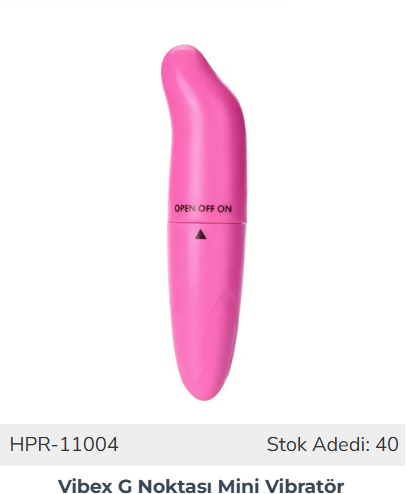 OPEN OFF ON
HPR-11004 Stok Adedi: 40
Vibex G Noktası Mini Vibratör